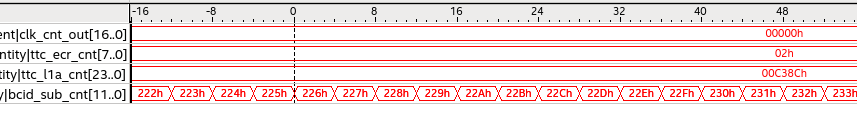 -16 -8 0 8 16 24 32 40 48
ent|clk_cnt_out[16..0] 00000h
ntity|ttc_ecr_cnt[7..0] 02h
ntity|ttc_l1a_cnt[23..0] 00C38Ch
y|bcid_sub_cnt[11..0] 222h 223h 224h 225h 226h 227h 228h 229h 22Ah 22Bh 22Ch 22Dh 22Eh 22Fh 230h 231h 232h 233h